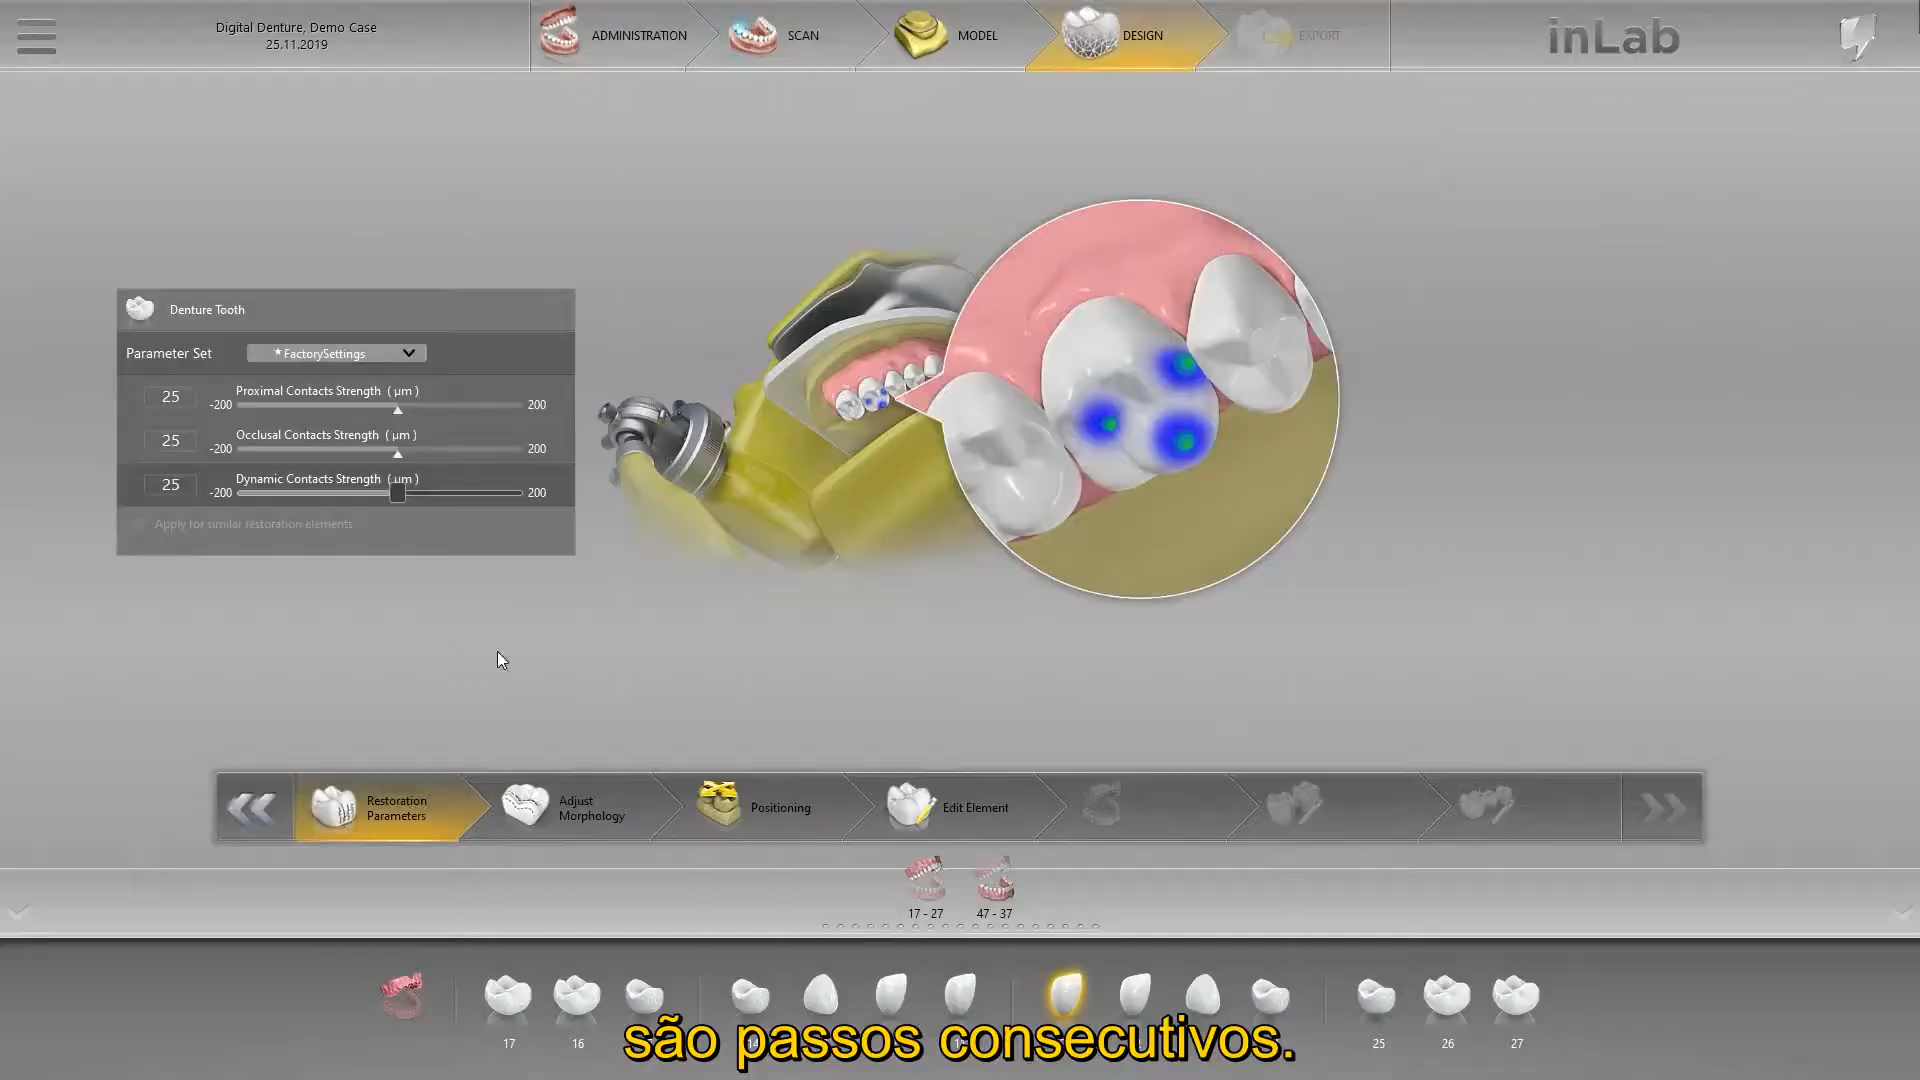 Digital Denture, Demo Case
25.11.2019
ADMINISTRATION
SCAN
MODEL
DESIGN
EXPORT
inLab
Denture Tooth
Parameter Set
*FactorySettings
Proximal Contacts Strength ( µm )
25
-200
200
Occlusal Contacts Strength ( µm )
25
-200
200
Dynamic Contacts Strength ( µm )
25
-200
200
Apply for similar restoration elements
Restoration
Parameters
Adjust
Morphology
Positioning
Edit Element
17 - 27
47 - 37
17
16
25
26
27
são passos consecutivos.